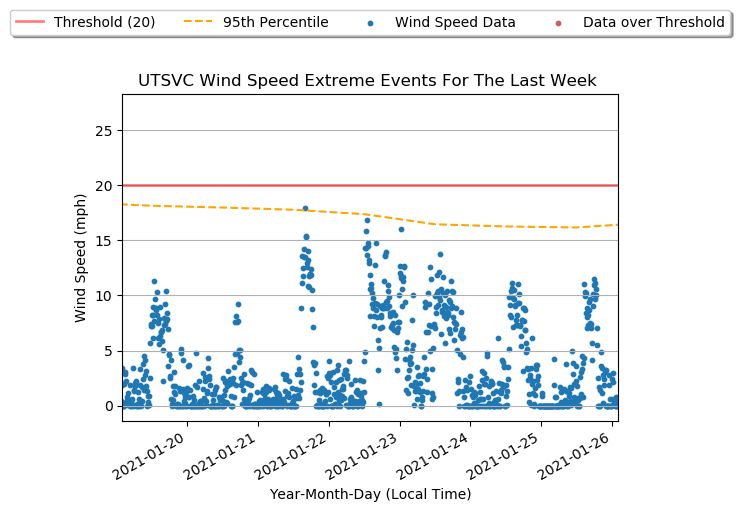 Threshold (20) 95th Percentile Wind Speed Data Data over Threshold
UTSVC Wind Speed Extreme Events For The Last Week
25
20
15
10
5
0
Wind Speed (mph)
2021-01-20 2021-01-21 2021-01-22 2021-01-23 2021-01-24 2021-01-25 2021-01-26
Year-Month-Day (Local Time)